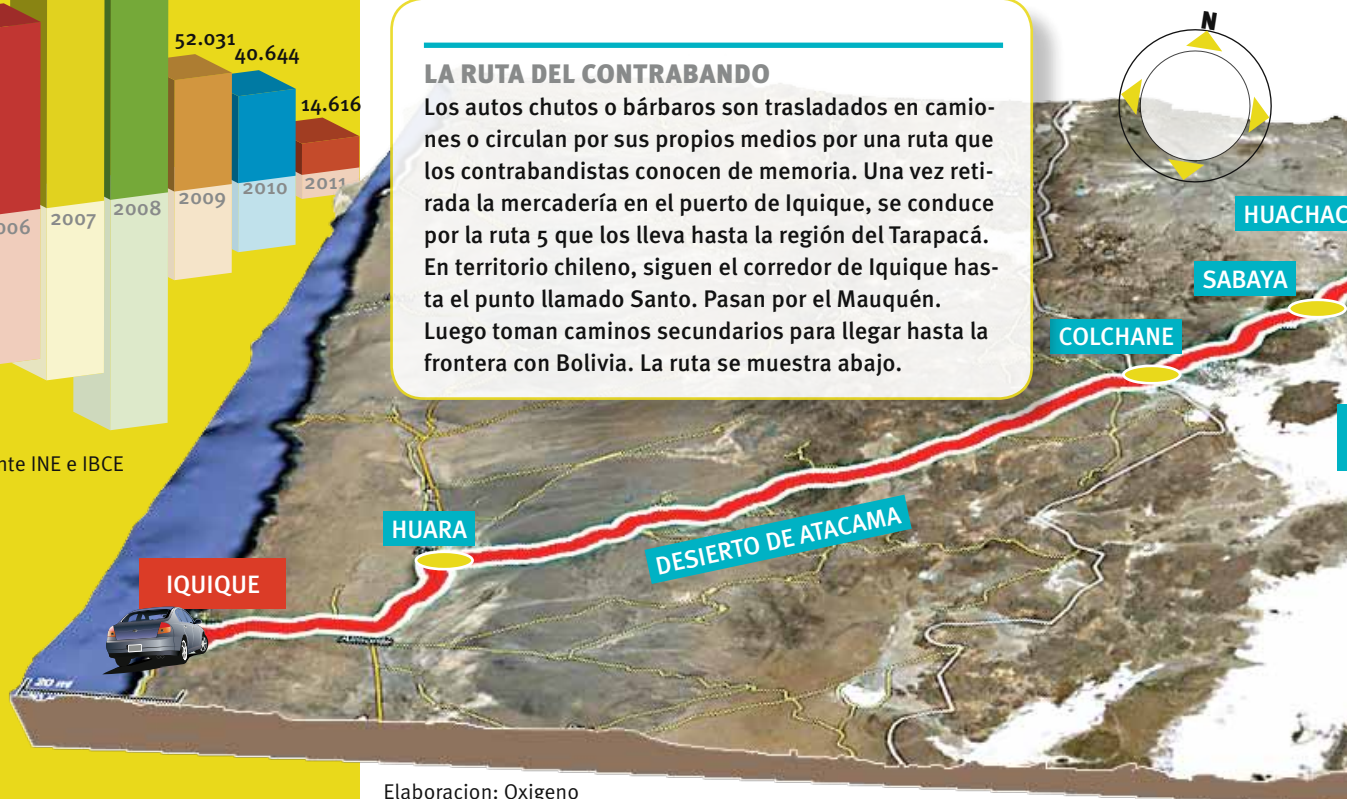 52.031
40.644
14.616
2007
2008
2009
2010
2011
nte INE e IBCE
LA RUTA DEL CONTRABANDO
Los autos chutos o bárbaros son trasladados en camio-
nes o circulan por sus propios medios por una ruta que
los contrabandistas conocen de memoria. Una vez reti-
rada la mercadería en el puerto de Iquique, se conduce
por la ruta 5 que los lleva hasta la región del Tarapacá.
En territorio chileno, siguen el corredor de Iquique has-
ta el punto llamado Santo. Pasan por el Mauquén.
Luego toman caminos secundarios para llegar hasta la
frontera con Bolivia. La ruta se muestra abajo.
N
HUACHAC
SABAYA
COLCHANE
DESIERTO DE ATACAMA
HUARA
IQUIQUE
20 mi
Elaboracion: Oxigeno